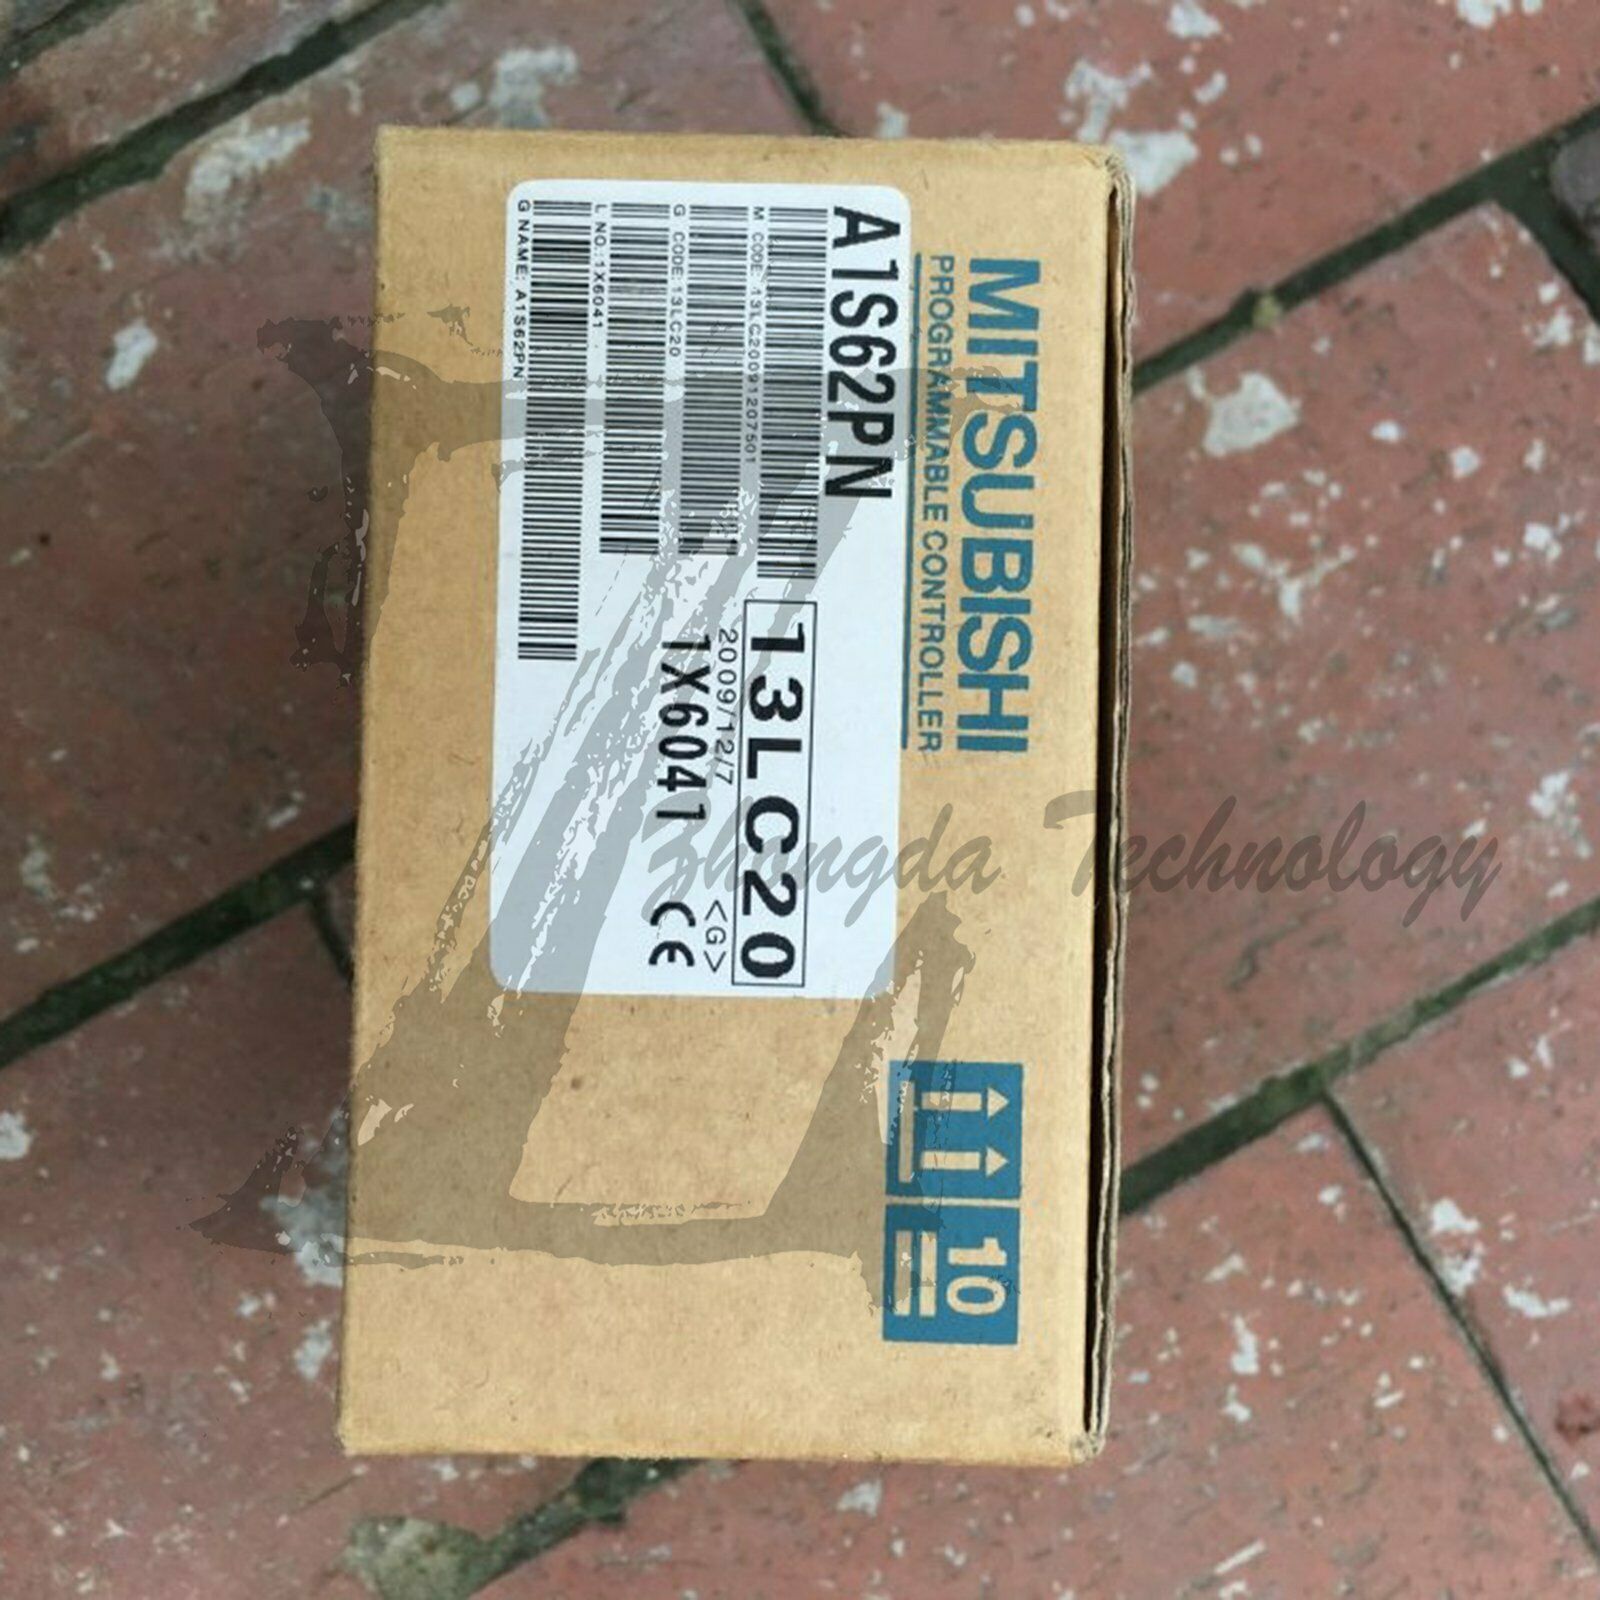 MITSUBISHI
PROGRAMMABLE CONTROLLER
A1S62PN
M CODE: 13LC20091207501
G CODE: 13LC20
L NO.: 1X6041
G NAME: A1S62PN
13LC20
2009/12/7 <G>
1X6041 CE
10
Zhongda Technology